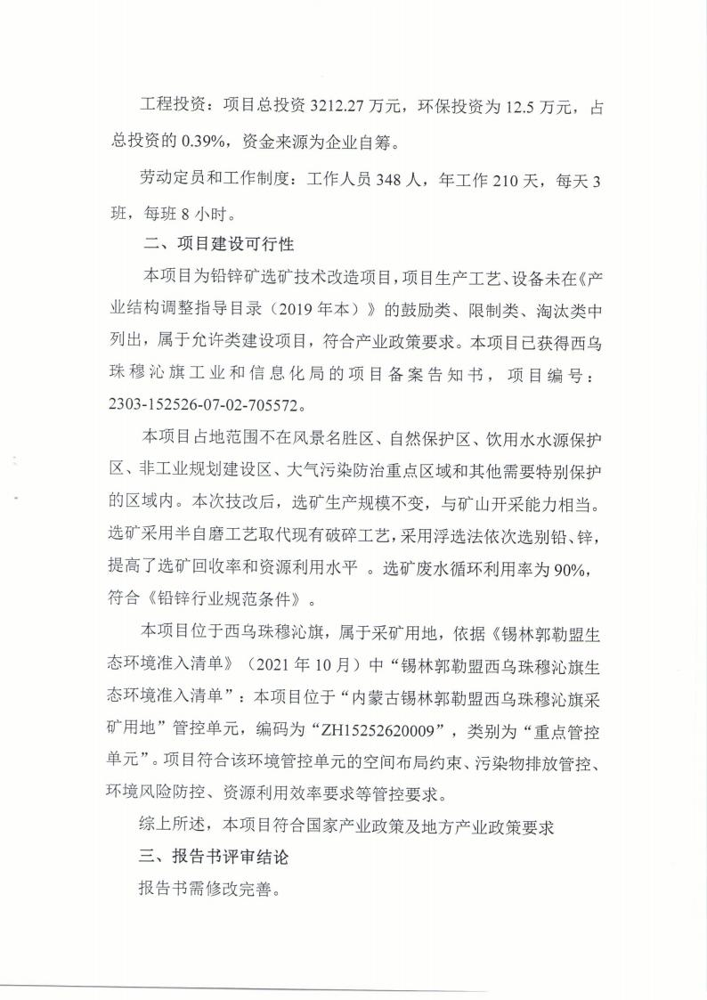 工程投资：项目总投资 3212.27 万元，环保投资为 12.5 万元，占
总投资的 0.39%，资金来源为企业自筹。
劳动定员和工作制度：工作人员 348 人，年工作 210 天，每天 3
班，每班 8 小时。
二、项目建设可行性
本项目为铅锌矿选矿技术改造项目，项目生产工艺、设备未在《产
业结构调整指导目录（2019 年本）》的鼓励类、限制类、淘汰类中
列出，属于允许类建设项目，符合产业政策要求。本项目已获得西乌
珠穆沁旗工业和信息化局的项目备案告知书，项目编号：
2303-152526-07-02-705572。
本项目占地范围不在风景名胜区、自然保护区、饮用水水源保护
区、非工业规划建设区、大气污染防治重点区域和其他需要特别保护
的区域内。本次技改后，选矿生产规模不变，与矿山开采能力相当。
选矿采用半自磨工艺取代现有破碎工艺，采用浮选法依次选别铅、锌，
提高了选矿回收率和资源利用水平 。选矿废水循环利用率为 90%，
符合《铅锌行业规范条件》。
本项目位于西乌珠穆沁旗，属于采矿用地，依据《锡林郭勒盟生
态环境准入清单》（2021 年 10 月）中“锡林郭勒盟西乌珠穆沁旗生
态环境准入清单”：本项目位于“内蒙古锡林郭勒盟西乌珠穆沁旗采
矿用地”管控单元，编码为“ZH15252620009”，类别为“重点管控
单元”。项目符合该环境管控单元的空间布局约束、污染物排放管控、
环境风险防控、资源利用效率要求等管控要求。
综上所述，本项目符合国家产业政策及地方产业政策要求
三、报告书评审结论
报告书需修改完善。